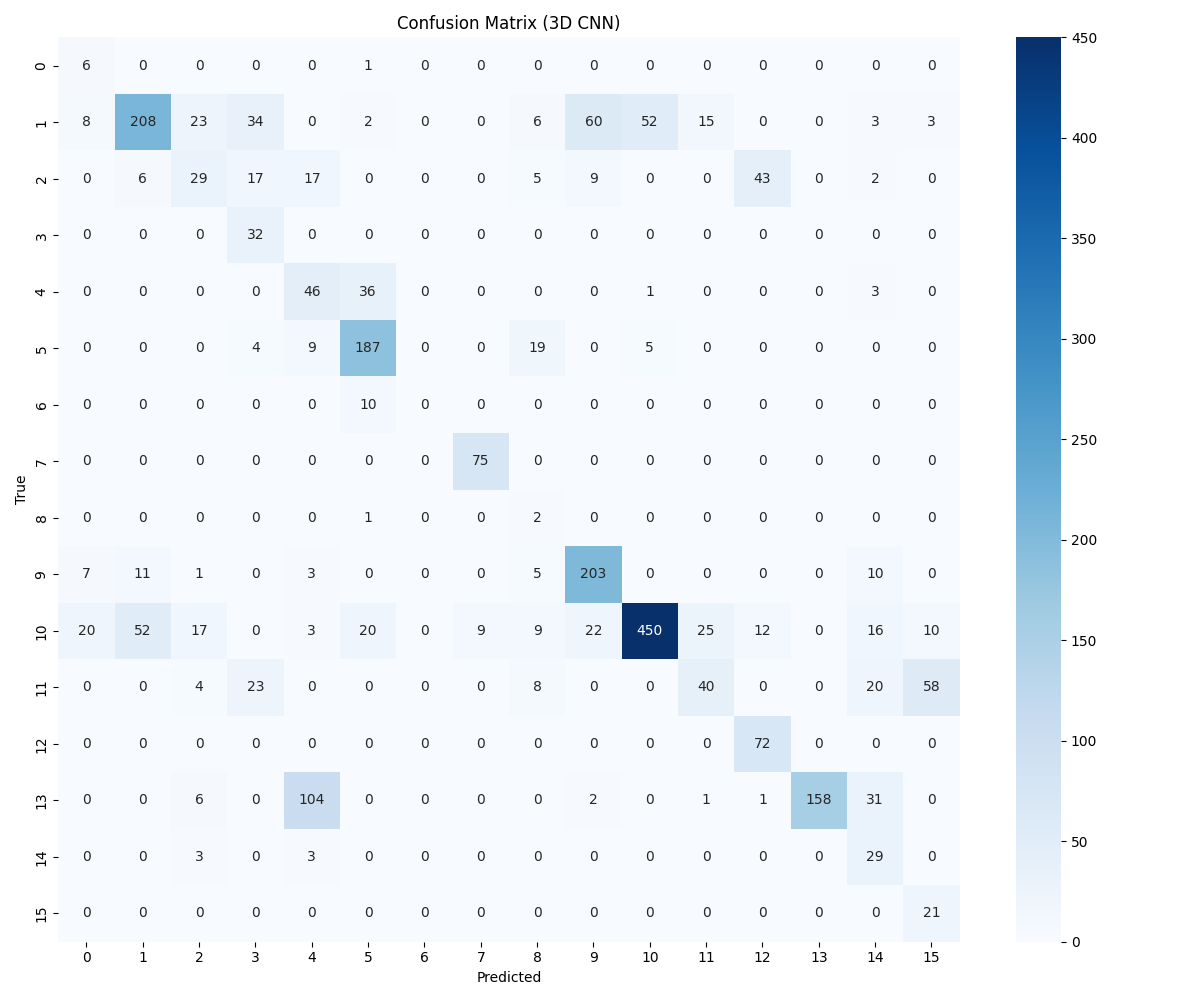 Confusion Matrix (3D CNN)
0 6 0 0 0 0 1 0 0 0 0 0 0 0 0 0 0
1 8 208 23 34 0 2 0 0 6 60 52 15 0 0 3 3
2 0 6 29 17 17 0 0 0 5 9 0 0 43 0 2 0
3 0 0 0 32 0 0 0 0 0 0 0 0 0 0 0 0
4 0 0 0 0 46 36 0 0 0 0 1 0 0 0 3 0
5 0 0 0 4 9 187 0 0 19 0 5 0 0 0 0 0
6 0 0 0 0 0 10 0 0 0 0 0 0 0 0 0 0
7 0 0 0 0 0 0 0 75 0 0 0 0 0 0 0 0
True
8 0 0 0 0 0 1 0 0 2 0 0 0 0 0 0 0
9 7 11 1 0 3 0 0 0 5 203 0 0 0 0 10 0
10 20 52 17 0 3 20 0 9 9 22 450 25 12 0 16 10
11 0 0 4 23 0 0 0 0 8 0 0 40 0 0 20 58
12 0 0 0 0 0 0 0 0 0 0 0 0 72 0 0 0
13 0 0 6 0 104 0 0 0 0 2 0 1 1 158 31 0
14 0 0 3 0 3 0 0 0 0 0 0 0 0 0 29 0
15 0 0 0 0 0 0 0 0 0 0 0 0 0 0 0 21
0 1 2 3 4 5 6 7 8 9 10 11 12 13 14 15
Predicted
450
400
350
300
250
200
150
100
50
0